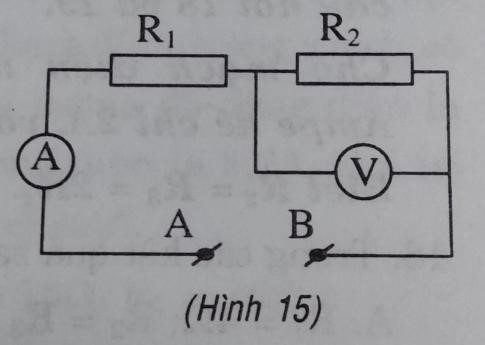 R₁ R₂
A
V
A B
(Hình 15)